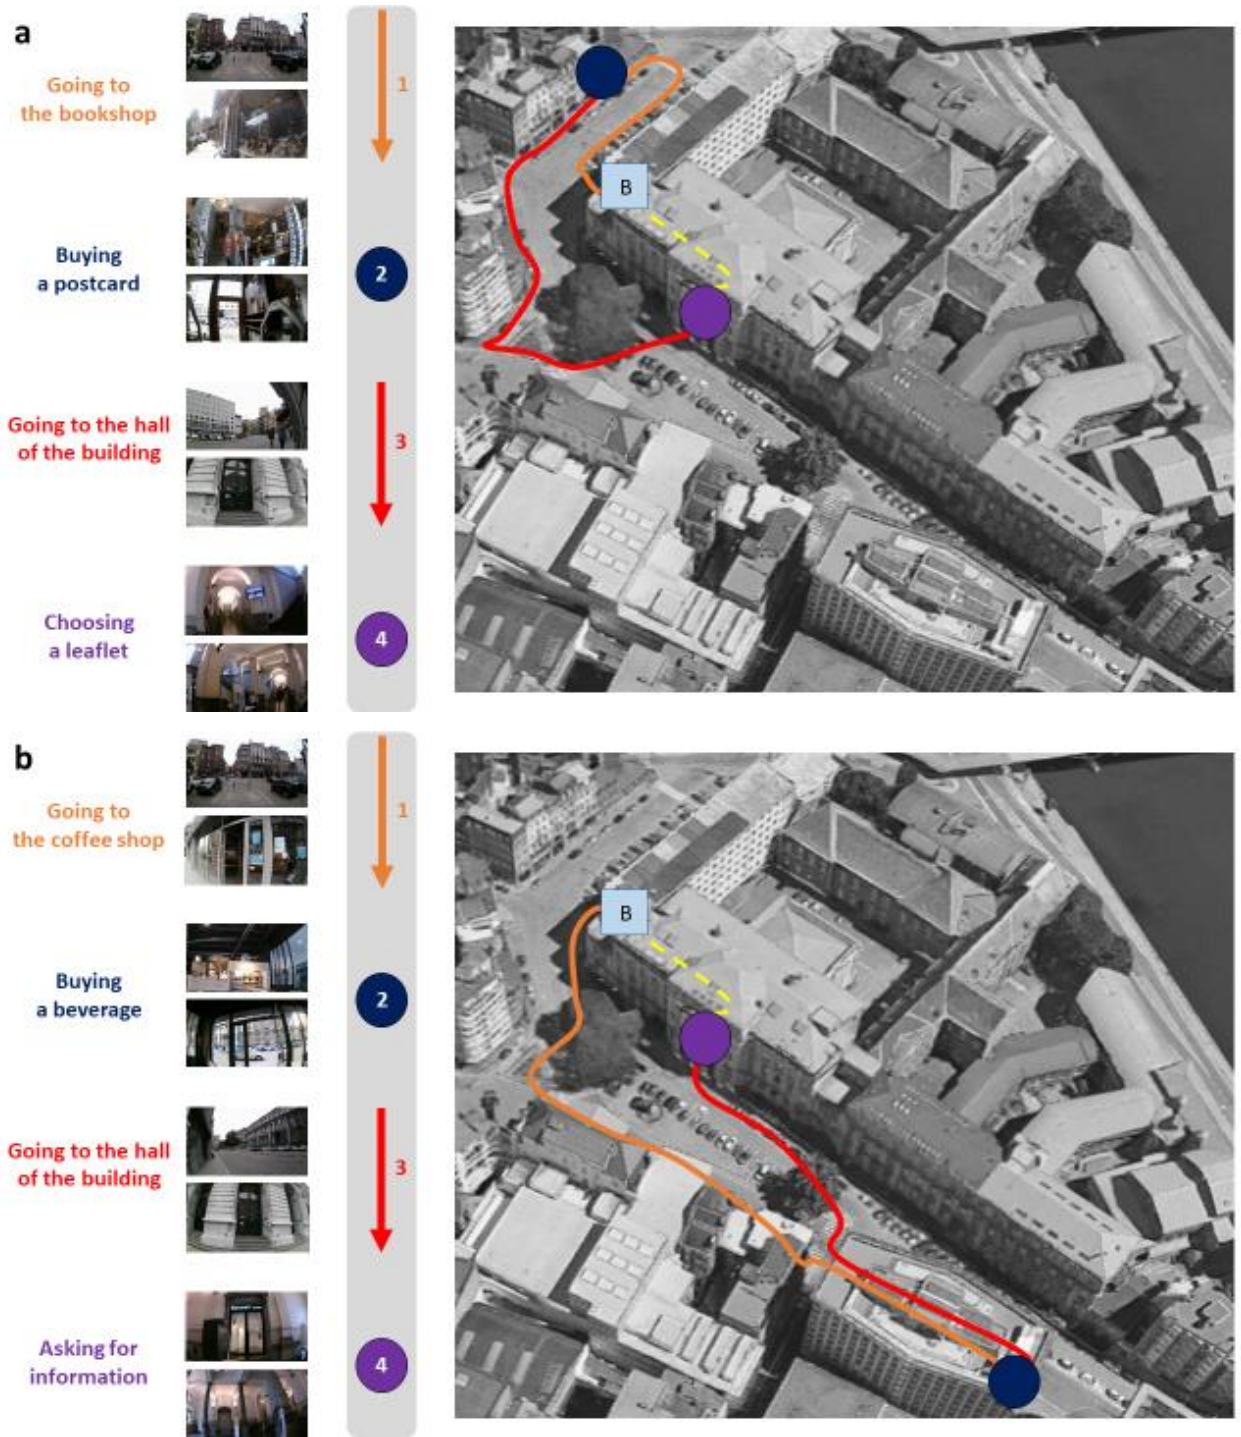 a
Going to
the bookshop
1
Buying
a postcard
2
Going to the hall
of the building
3
Choosing
a leaflet
4
B
b
Going to
the coffee shop
1
Buying
a beverage
2
Going to the hall
of the building
3
Asking for
information
4
B